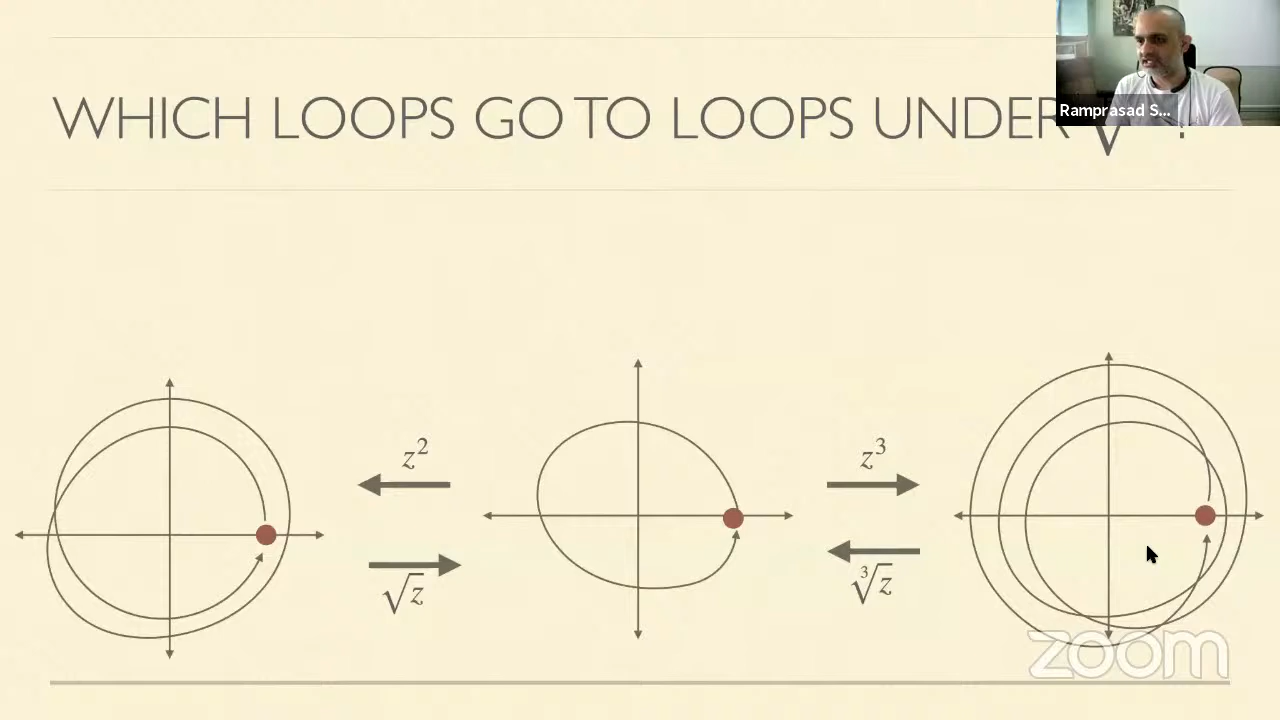 WHICH LOOPS GO TO LOOPS UNDER √ ?
Ramprasad S...
z²
√z
z³
∛z
zoom